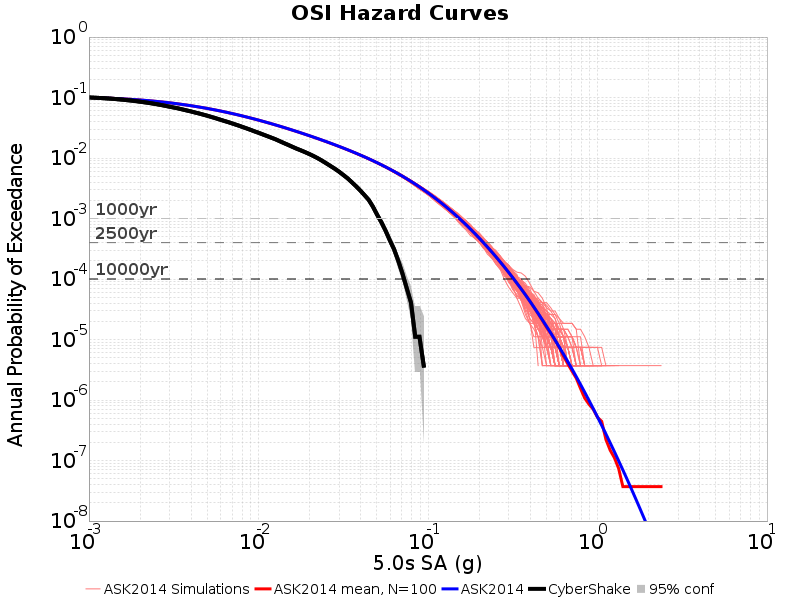 OSI Hazard Curves
Annual Probability of Exceedance
10^0
10^-1
10^-2
10^-3
10^-4
10^-5
10^-6
10^-7
10^-8
1000yr
2500yr
10000yr
10^-3
10^-2
10^-1
10^0
10^1
5.0s SA (g)
ASK2014 Simulations
ASK2014 mean, N=100
ASK2014
CyberShake
95% conf